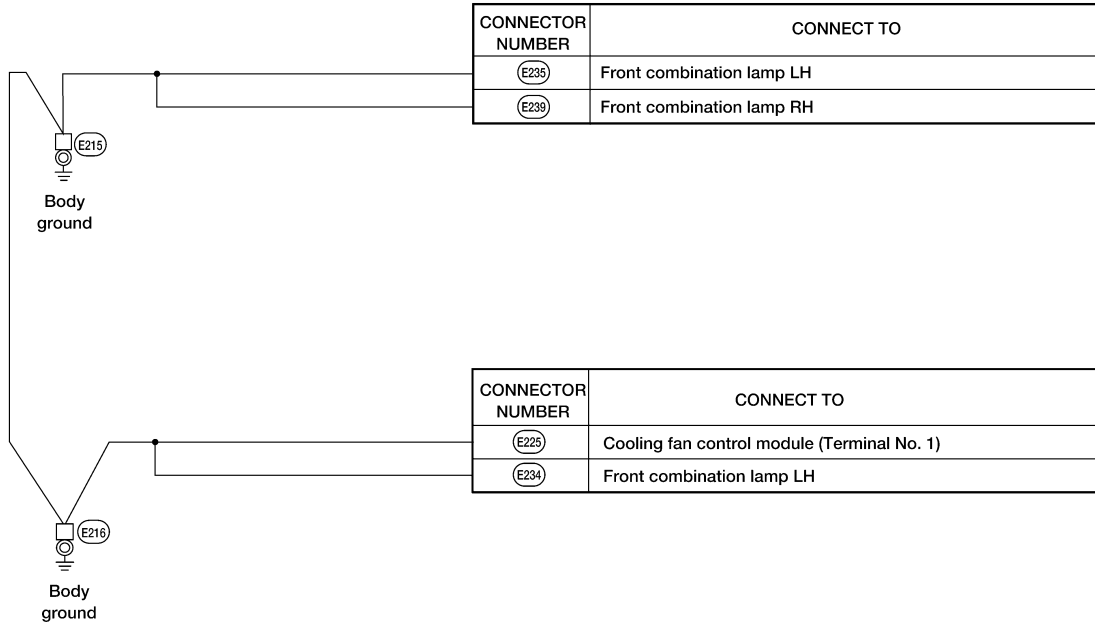 CONNECTOR
NUMBER
CONNECT TO
E235
Front combination lamp LH
E239
Front combination lamp RH
E215
Body
ground
CONNECTOR
NUMBER
CONNECT TO
E225
Cooling fan control module (Terminal No. 1)
E234
Front combination lamp LH
E216
Body
ground